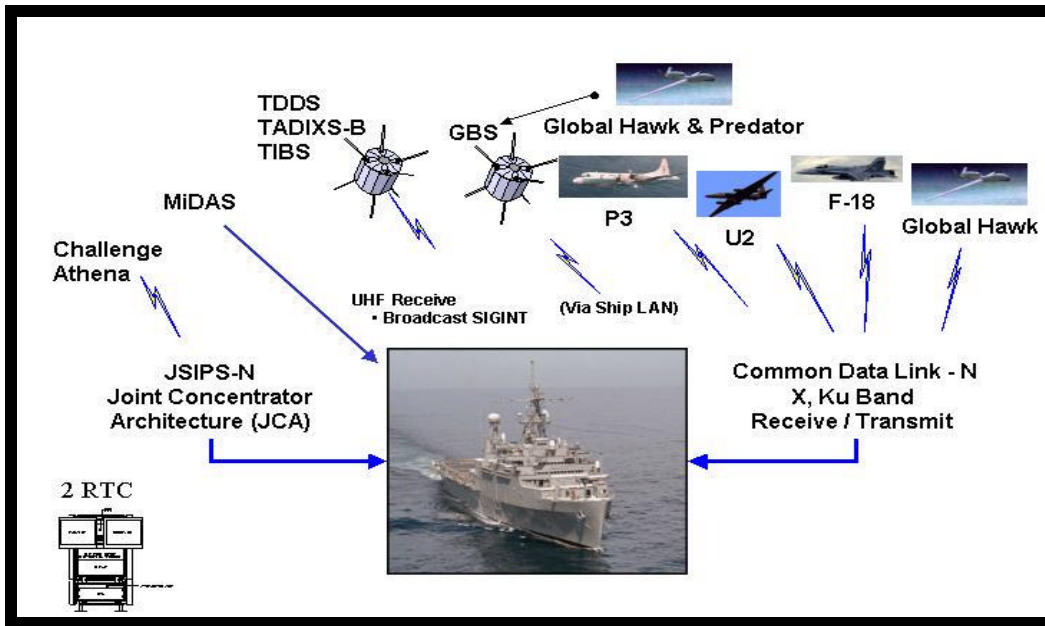 TDDS
TADIXS-B
TIBS
GBS
Global Hawk & Predator
MiDAS
P3
U2
F-18
Global Hawk
Challenge
Athena
UHF Receive
• Broadcast SIGINT
(Via Ship LAN)
JSIPS-N
Joint Concentrator
Architecture (JCA)
Common Data Link - N
X, Ku Band
Receive / Transmit
2 RTC